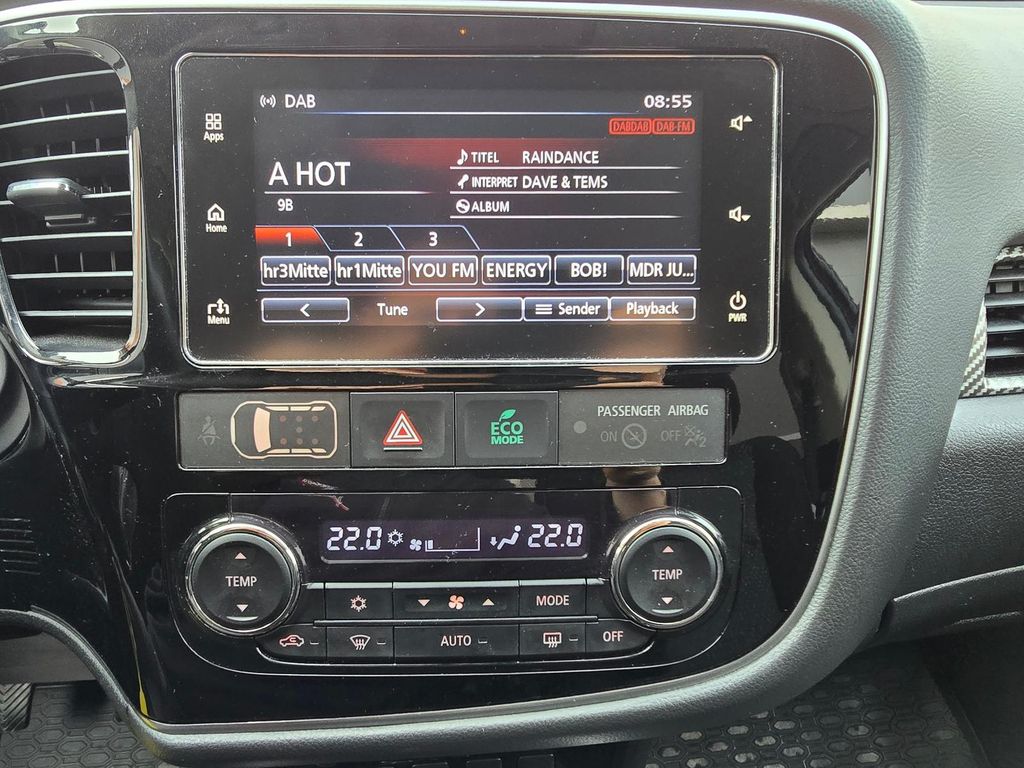 DAB 08:55
DABDAB DAB-FM
Apps
A HOT
9B
TITEL RAINDANCE
INTERPRET DAVE & TEMS
ALBUM
Home
1 2 3
hr3Mitte hr1Mitte YOU FM ENERGY BOB! MDR JU...
Menu
< Tune > Sender Playback
PWR
ECO MODE
PASSENGER AIRBAG
ON OFF 2
22.0 22.0
TEMP
TEMP
MODE
AUTO
OFF